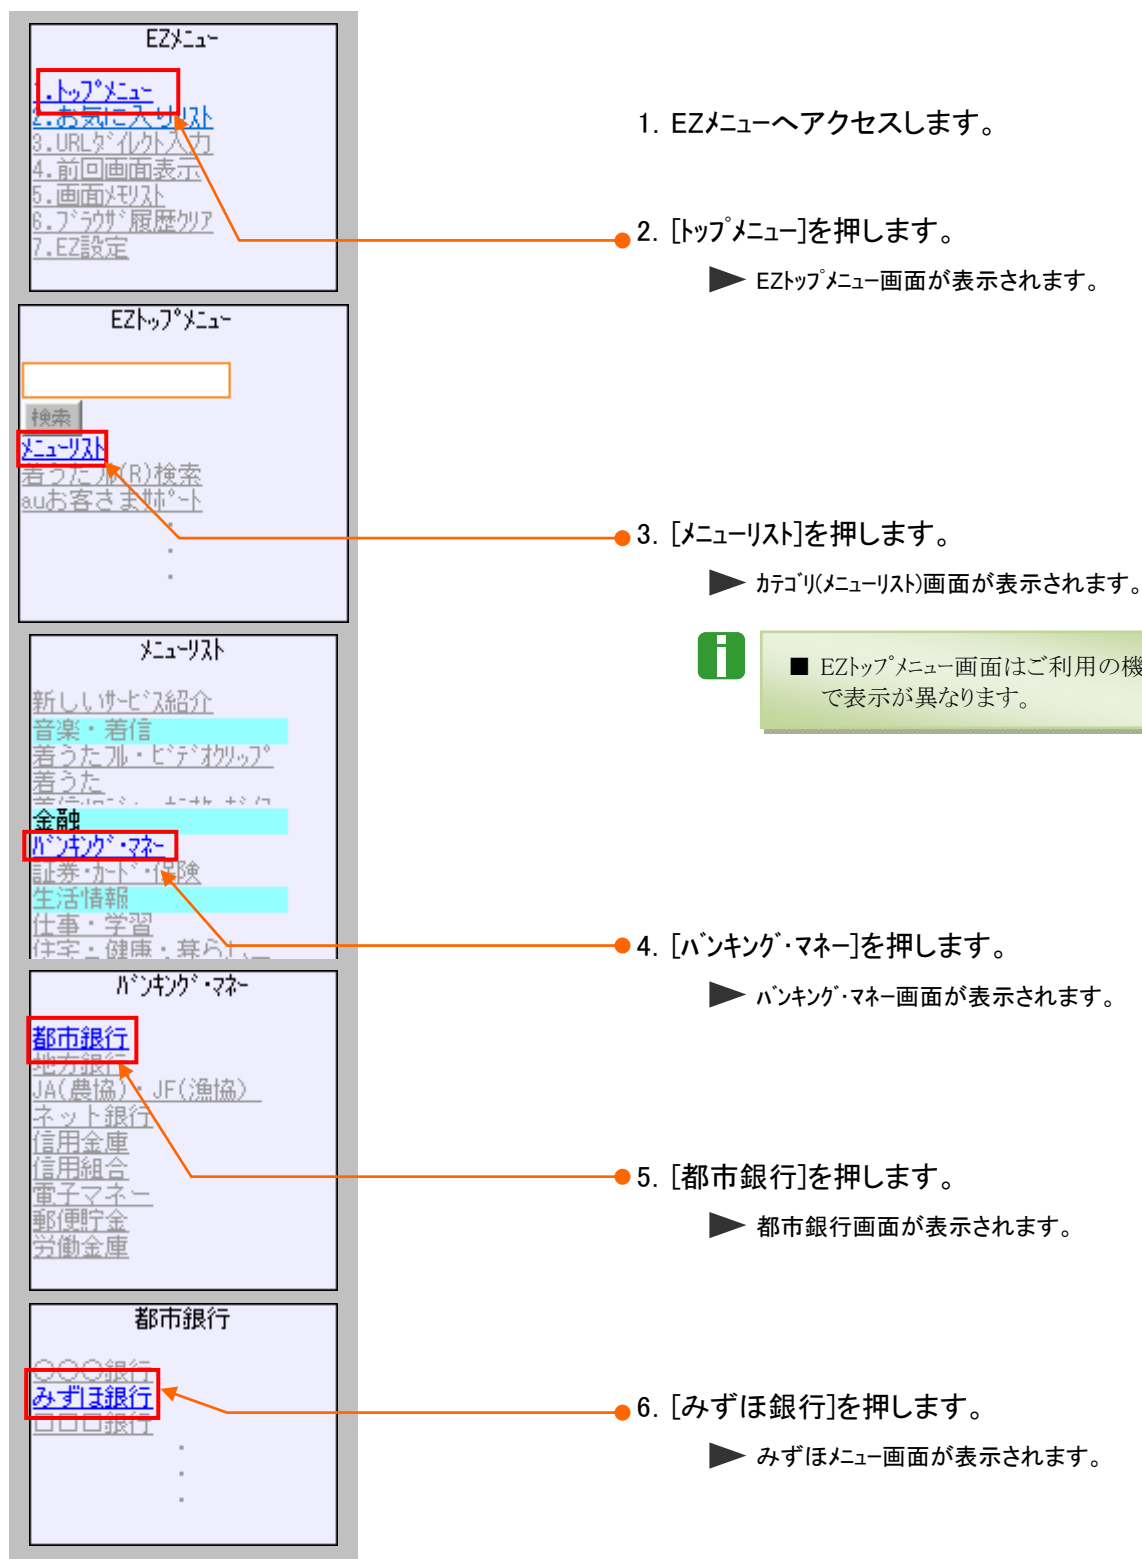 EZﾒﾆｭｰ
1.ﾄｯﾌﾟﾒﾆｭｰ
2.お気に入りﾘｽﾄ
3.URLﾀﾞｲﾚｸﾄ入力
4.前回画面表示
5.画面ﾒﾓﾘｽﾄ
6.ﾌﾞﾗｳｻﾞ履歴ｸﾘｱ
7.EZ設定
1. EZﾒﾆｭｰへアクセスします。
2. [ﾄｯﾌﾟﾒﾆｭｰ]を押します。
▶ EZﾄｯﾌﾟﾒﾆｭｰ画面が表示されます。
EZﾄｯﾌﾟﾒﾆｭｰ
検索
ﾒﾆｭｰﾘｽﾄ
着うたﾌﾙ(R)検索
auお客さまｻﾎﾟｰﾄ
3. [ﾒﾆｭｰﾘｽﾄ]を押します。
▶ ｶﾃｺﾞﾘ(ﾒﾆｭｰﾘｽﾄ)画面が表示されます。
■ EZﾄｯﾌﾟﾒﾆｭｰ画面はご利用の機
で表示が異なります。
ﾒﾆｭｰﾘｽﾄ
新しいｻｰﾋﾞｽ紹介
音楽・着信
着うたﾌﾙ・ﾋﾞﾃﾞｵｸﾘｯﾌﾟ
着うた
金融
ﾊﾞﾝｷﾝｸﾞ・ﾏﾈｰ
証券・ｶｰﾄﾞ・保険
生活情報
仕事・学習
住宅・健康・暮らし
4. [ﾊﾞﾝｷﾝｸﾞ・ﾏﾈｰ]を押します。
▶ ﾊﾞﾝｷﾝｸﾞ・ﾏﾈｰ画面が表示されます。
ﾊﾞﾝｷﾝｸﾞ・ﾏﾈｰ
都市銀行
地方銀行
JA(農協)・JF(漁協)
ネット銀行
信用金庫
信用組合
電子マネー
郵便貯金
労働金庫
5. [都市銀行]を押します。
▶ 都市銀行画面が表示されます。
都市銀行
○○○銀行
みずほ銀行
□□□銀行
6. [みずほ銀行]を押します。
▶ みずほﾒﾆｭｰ画面が表示されます。